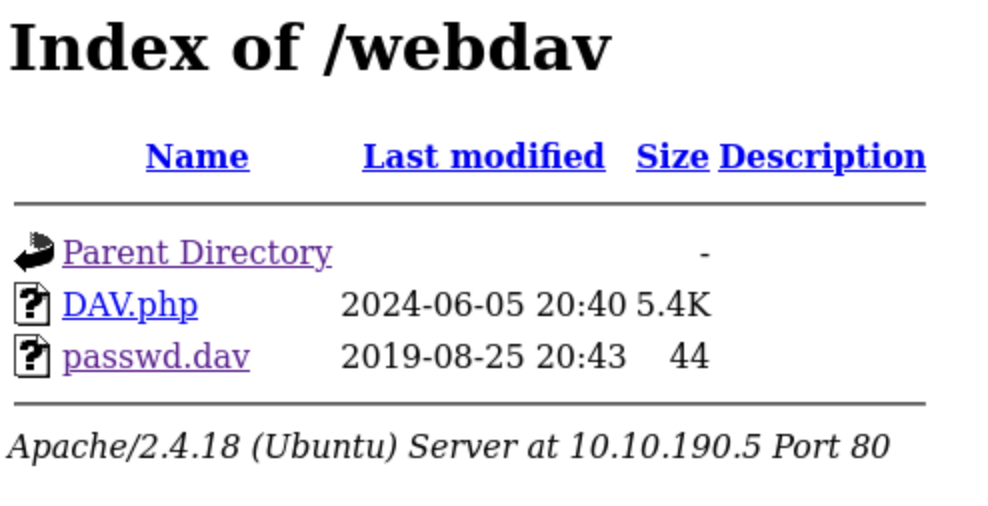 Index of /webdav
Name Last modified Size Description
Parent Directory -
DAV.php 2024-06-05 20:40 5.4K
passwd.dav 2019-08-25 20:43 44
Apache/2.4.18 (Ubuntu) Server at 10.10.190.5 Port 80